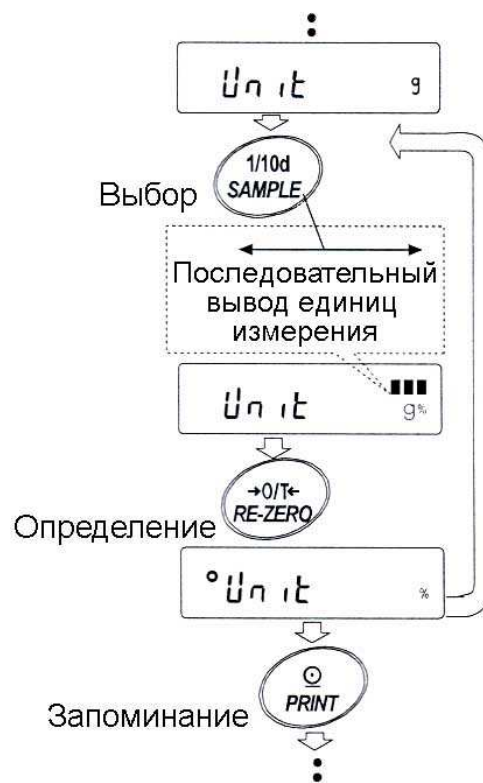 Unit g
1/10d
SAMPLE
Выбор
Последовательный
вывод единиц
измерения
Unit g%
→0/T←
RE-ZERO
Определение
°Unit %
PRINT
Запоминание